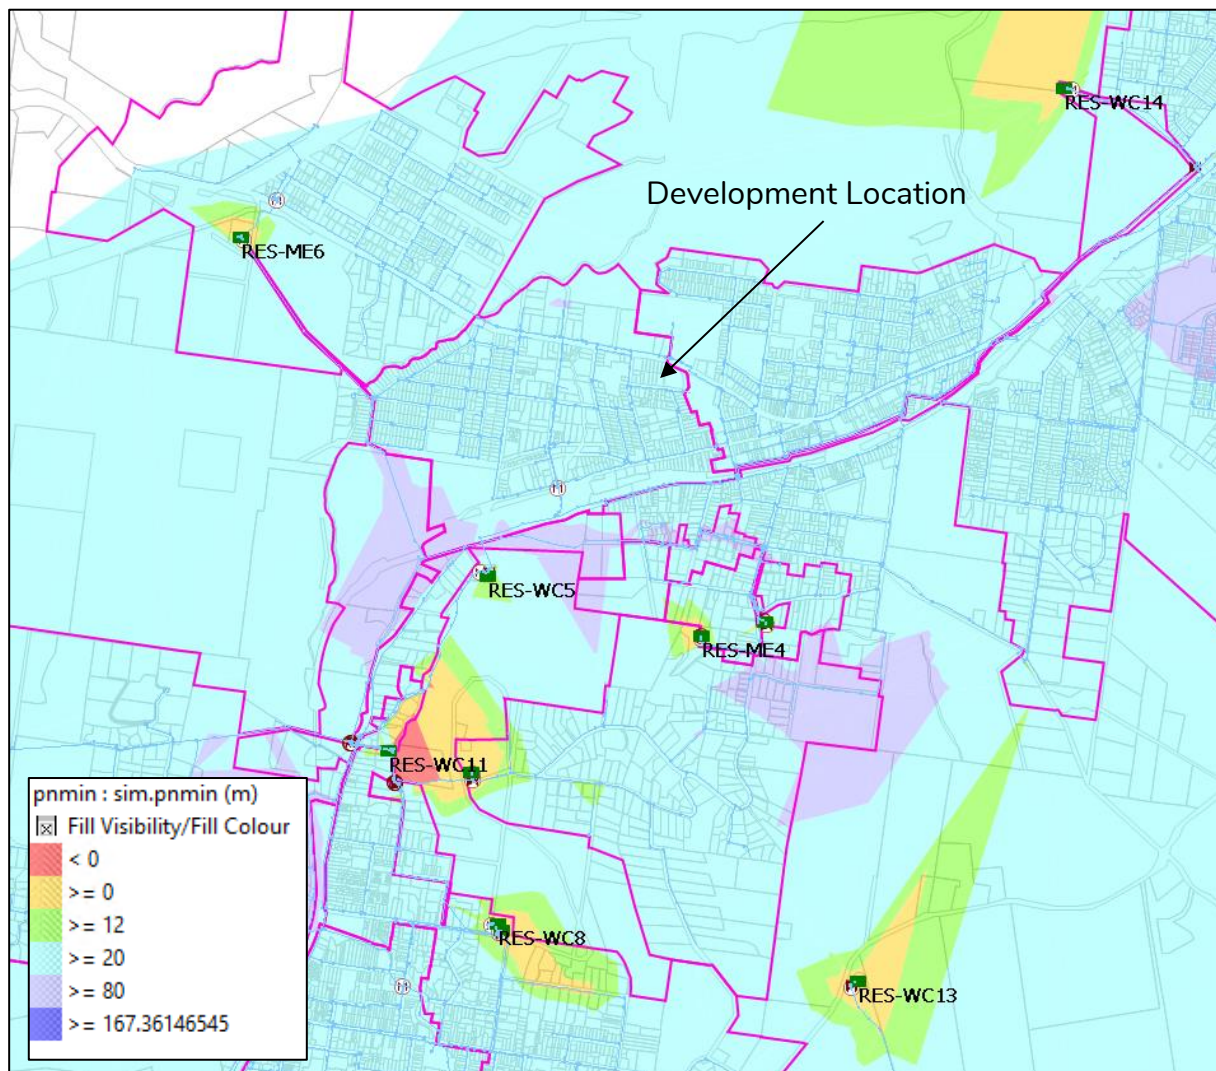 RES-WC14
Development Location
RES-ME6
RES-WC5
RES-ME4
RES-WC11
pnmin : sim.pnmin (m)
Fill Visibility/Fill Colour
< 0
>= 0
>= 12
>= 20
>= 80
>= 167.36146545
RES-WC8
RES-WC13